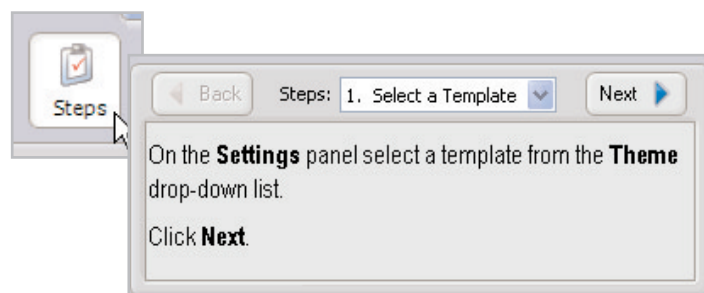 Steps
Back Steps: 1. Select a Template Next
On the Settings panel select a template from the Theme
drop-down list.
Click Next.